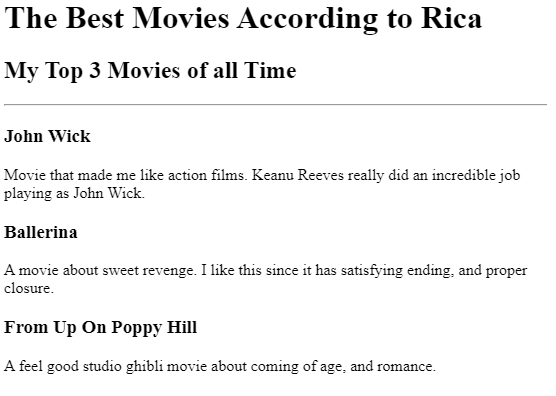 The Best Movies According to Rica
My Top 3 Movies of all Time
John Wick
Movie that made me like action films. Keanu Reeves really did an incredible job
playing as John Wick.
Ballerina
A movie about sweet revenge. I like this since it has satisfying ending, and proper
closure.
From Up On Poppy Hill
A feel good studio ghibli movie about coming of age, and romance.